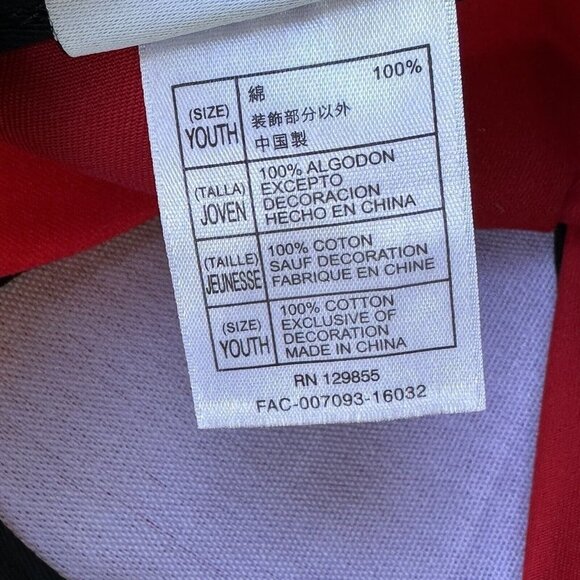 (SIZE)
YOUTH
綿 100%
装飾部分以外
中国製
(TALLA)
JOVEN
100% ALGODON
EXCEPTO
DECORACION
HECHO EN CHINA
(TAILLE)
JEUNESSE
100% COTON
SAUF DECORATION
FABRIQUE EN CHINE
(SIZE)
YOUTH
100% COTTON
EXCLUSIVE OF
DECORATION
MADE IN CHINA
RN 129855
FAC-007093-16032